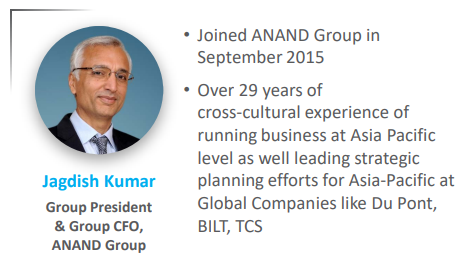 • Joined ANAND Group in
September 2015
• Over 29 years of
cross-cultural experience of
running business at Asia Pacific
level as well leading strategic
planning efforts for Asia-Pacific at
Global Companies like Du Pont,
BILT, TCS
Jagdish Kumar
Group President
& Group CFO,
ANAND Group